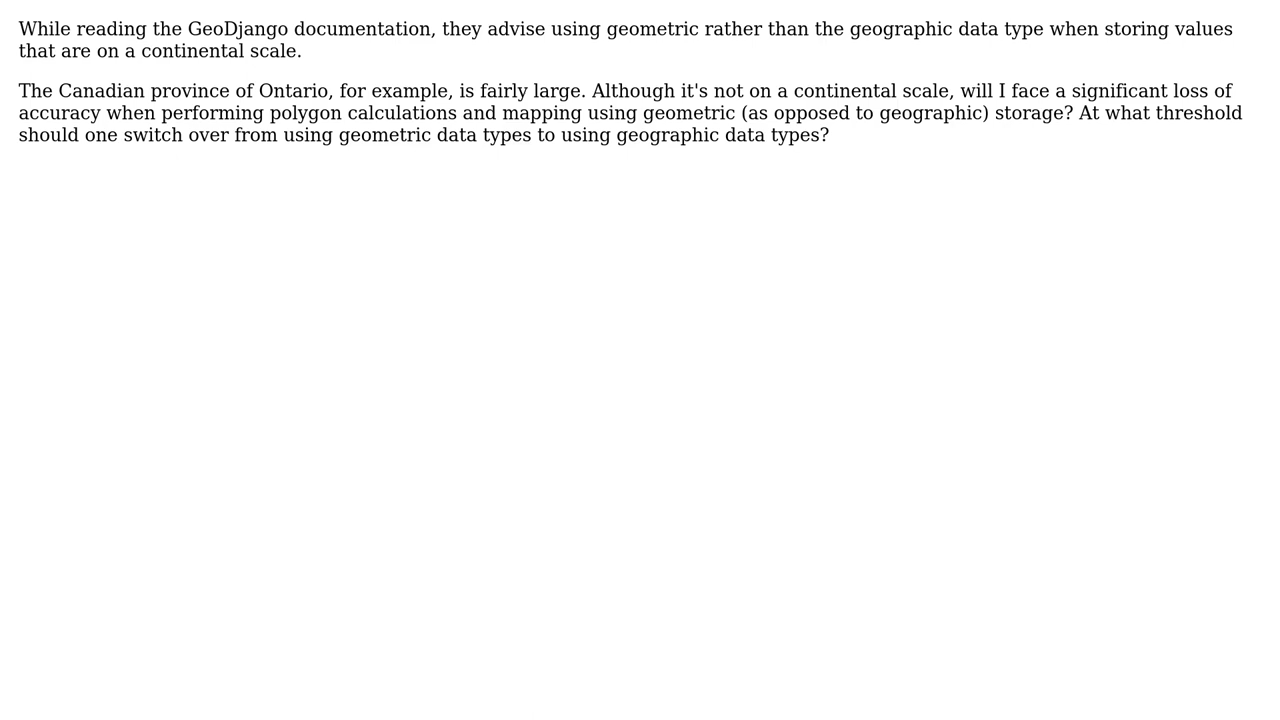 While reading the GeoDjango documentation, they advise using geometric rather than the geographic data type when storing values
that are on a continental scale.
The Canadian province of Ontario, for example, is fairly large. Although it's not on a continental scale, will I face a significant loss of
accuracy when performing polygon calculations and mapping using geometric (as opposed to geographic) storage? At what threshold
should one switch over from using geometric data types to using geographic data types?